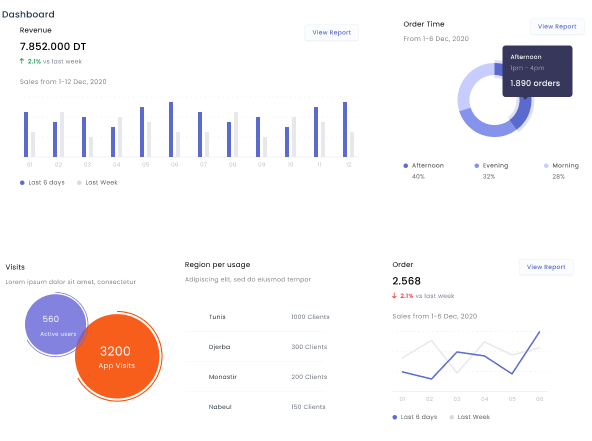 Dashboard
Revenue
View Report
7.852.000 DT
2.1% vs last week
Sales from 1-12 Dec, 2020
01 02 03 04 05 06 07 08 09 10 11 12
Last 6 days Last Week
Order Time
View Report
From 1-6 Dec, 2020
Afternoon
1pm - 4pm
1.890 orders
Afternoon Evening Morning
40% 32% 28%
Visits
Lorem ipsum dolor sit amet, consectetur
560
Active users
3200
App Visits
Region per usage
Adipiscing elit, sed do eiusmod tempor
Tunis 1000 Clients
Djerba 300 Clients
Monastir 200 Clients
Nabeul 150 Clients
Order
View Report
2.568
2.1% vs last week
Sales from 1-6 Dec, 2020
01 02 03 04 05 06
Last 6 days Last Week